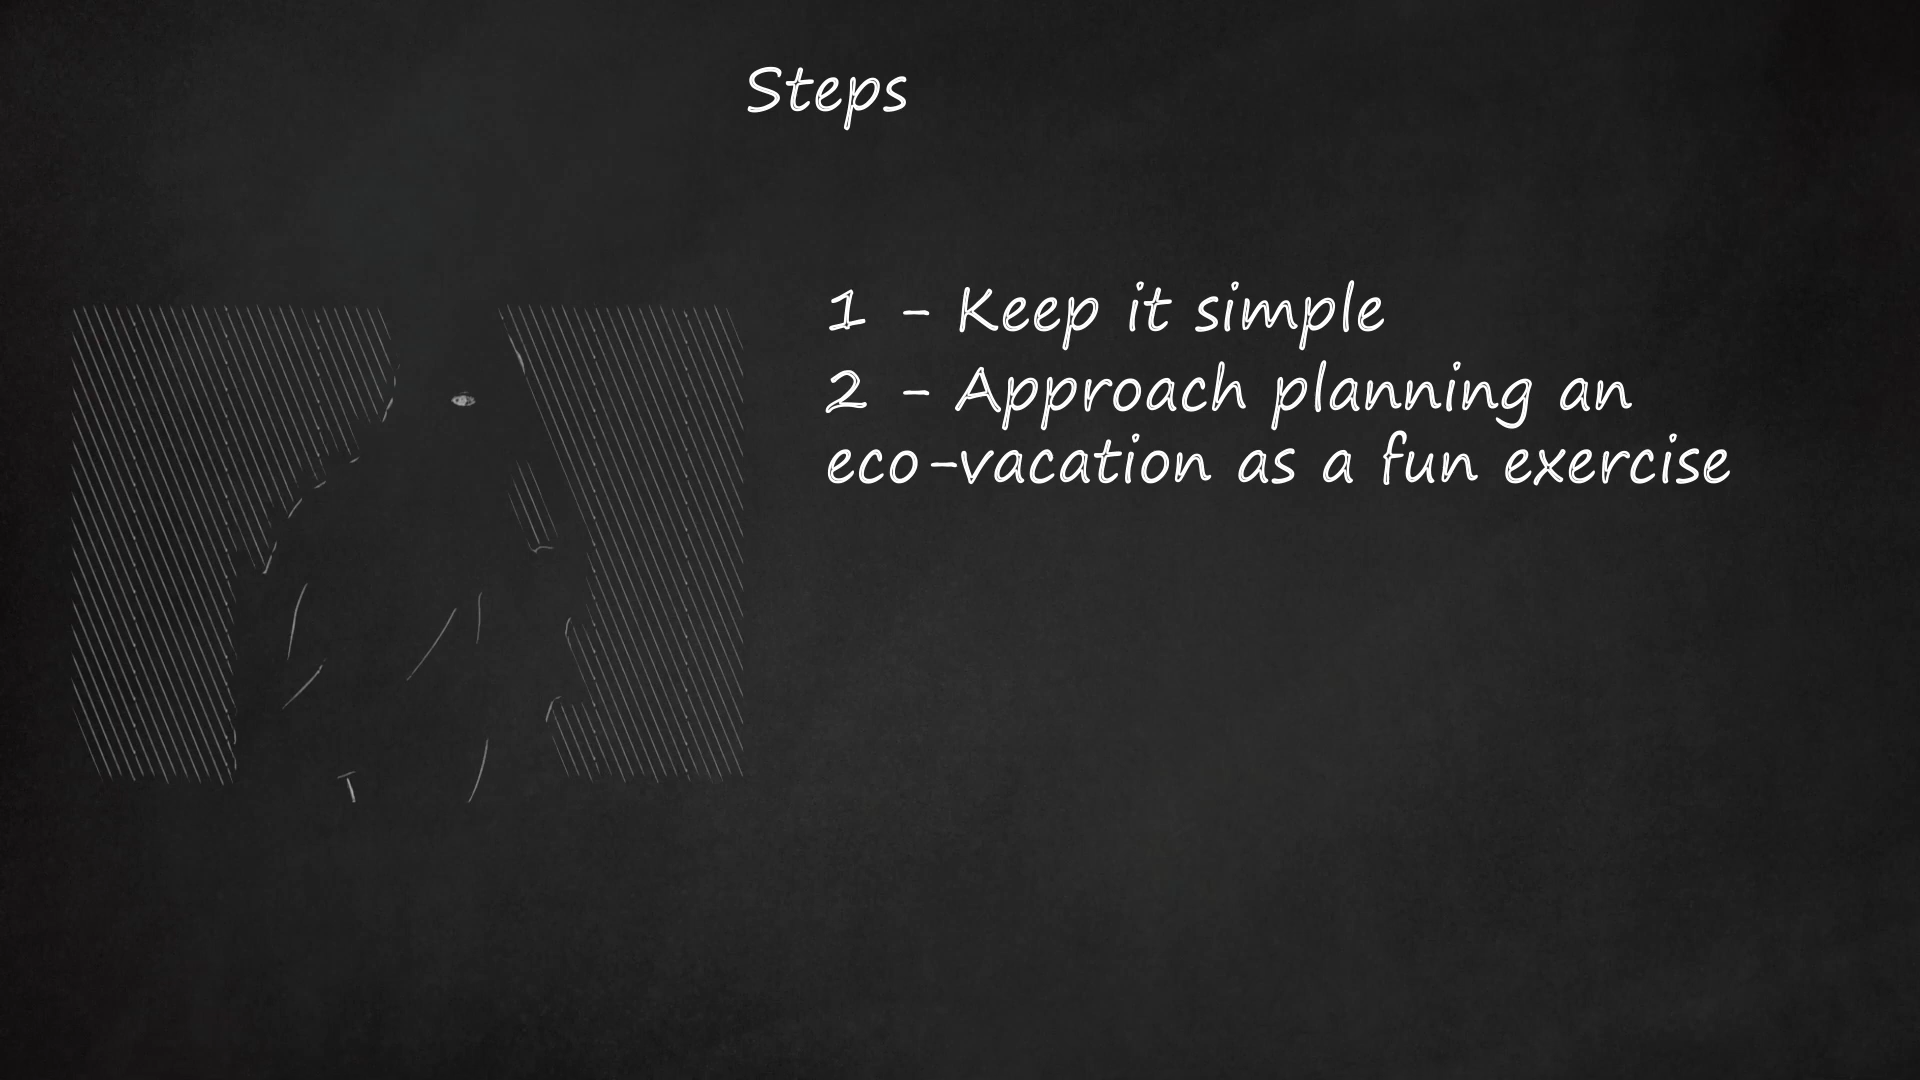 Steps
1 - Keep it simple
2 - Approach planning an
eco-vacation as a fun exercise